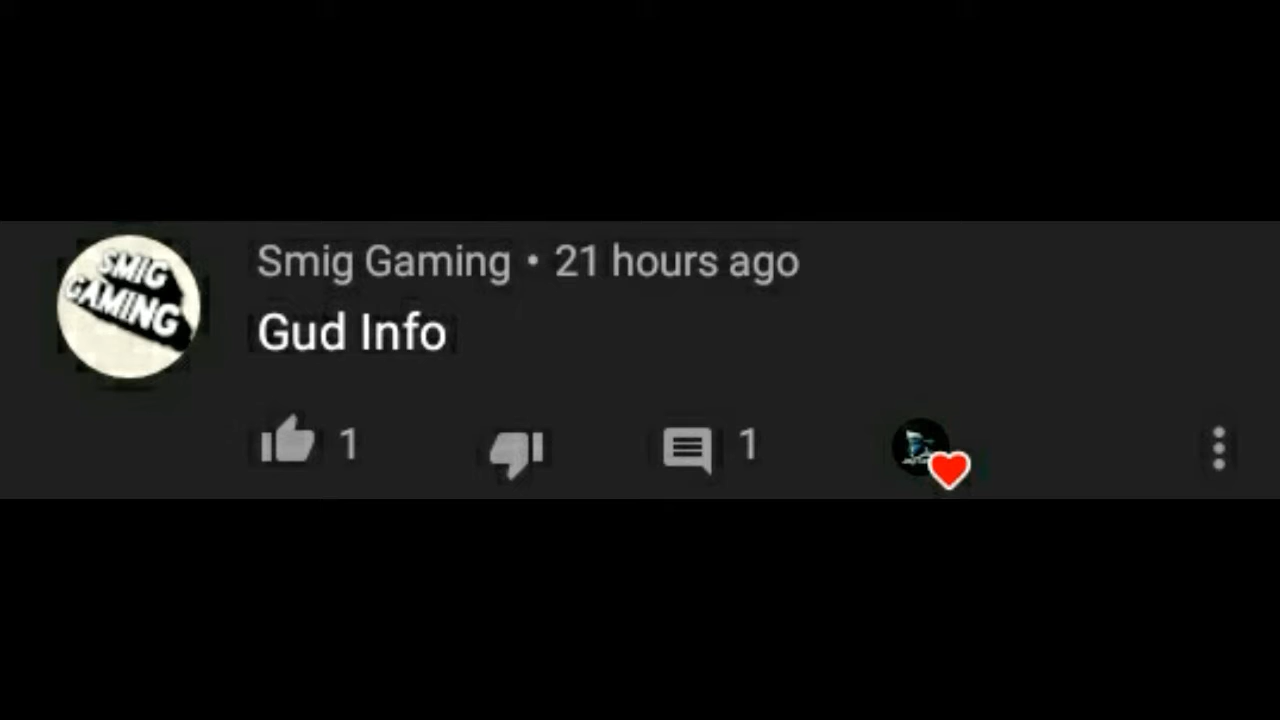 SMIG
GAMING
Smig Gaming • 21 hours ago
Gud Info
1
1